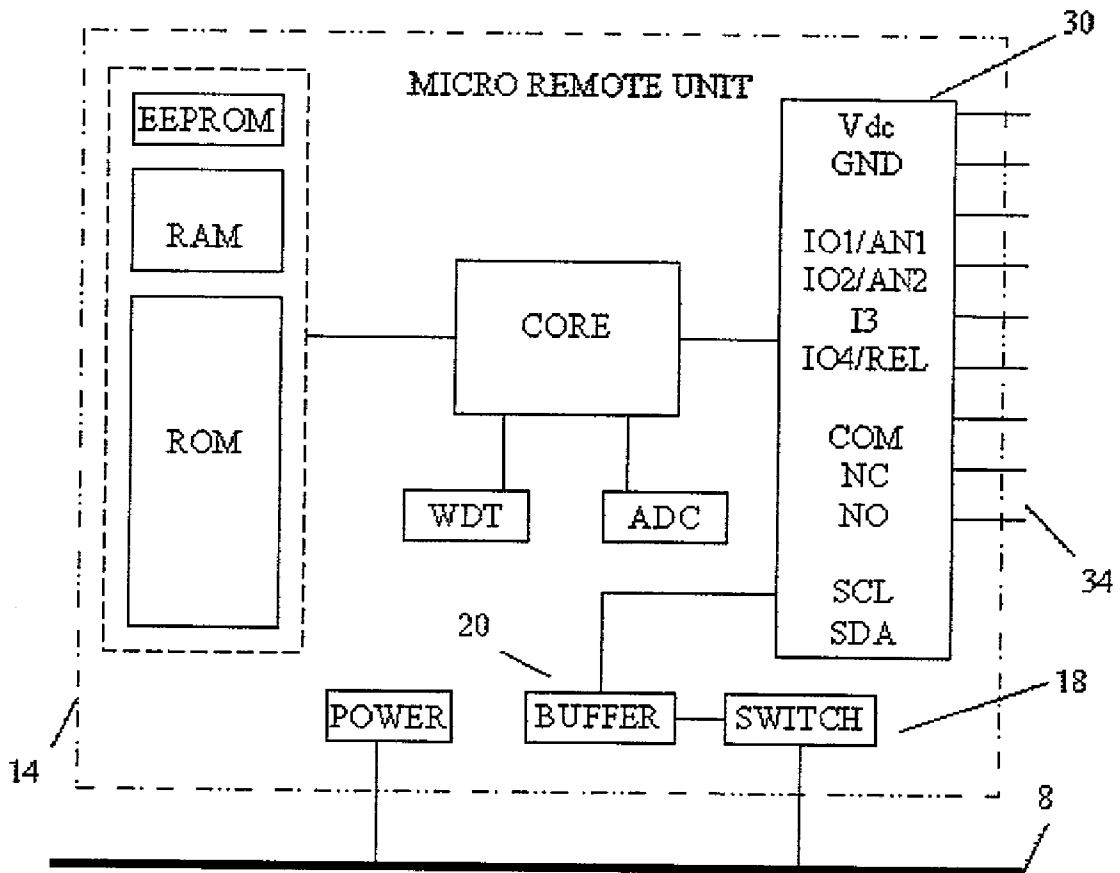 30
MICRO REMOTE UNIT
EEPROM
RAM
ROM
CORE
WDT
ADC
Vdc
GND
IO1/AN1
IO2/AN2
I3
IO4/REL
COM
NC
NO
SCL
SDA
34
20
18
POWER
BUFFER
SWITCH
14
8